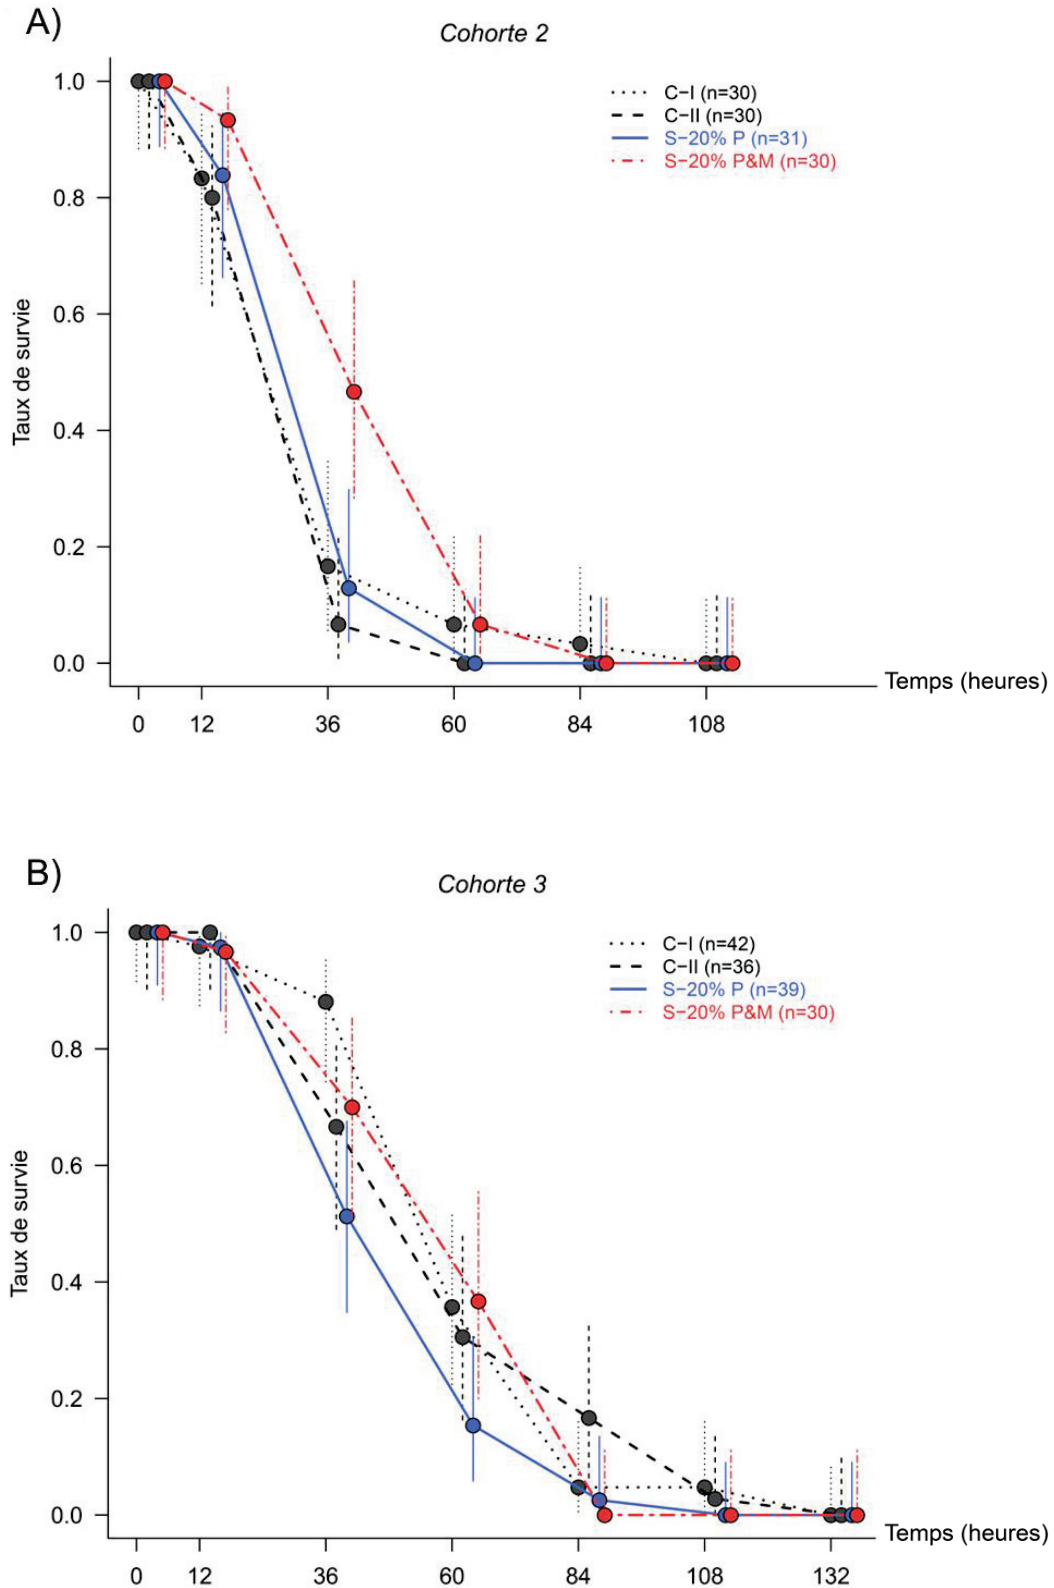 A)
Cohorte 2
C−I (n=30)
C−II (n=30)
S−20% P (n=31)
S−20% P&M (n=30)
Taux de survie
1.0
0.8
0.6
0.4
0.2
0.0
0 12 36 60 84 108
Temps (heures)
B)
Cohorte 3
C−I (n=42)
C−II (n=36)
S−20% P (n=39)
S−20% P&M (n=30)
Taux de survie
1.0
0.8
0.6
0.4
0.2
0.0
0 12 36 60 84 108 132
Temps (heures)